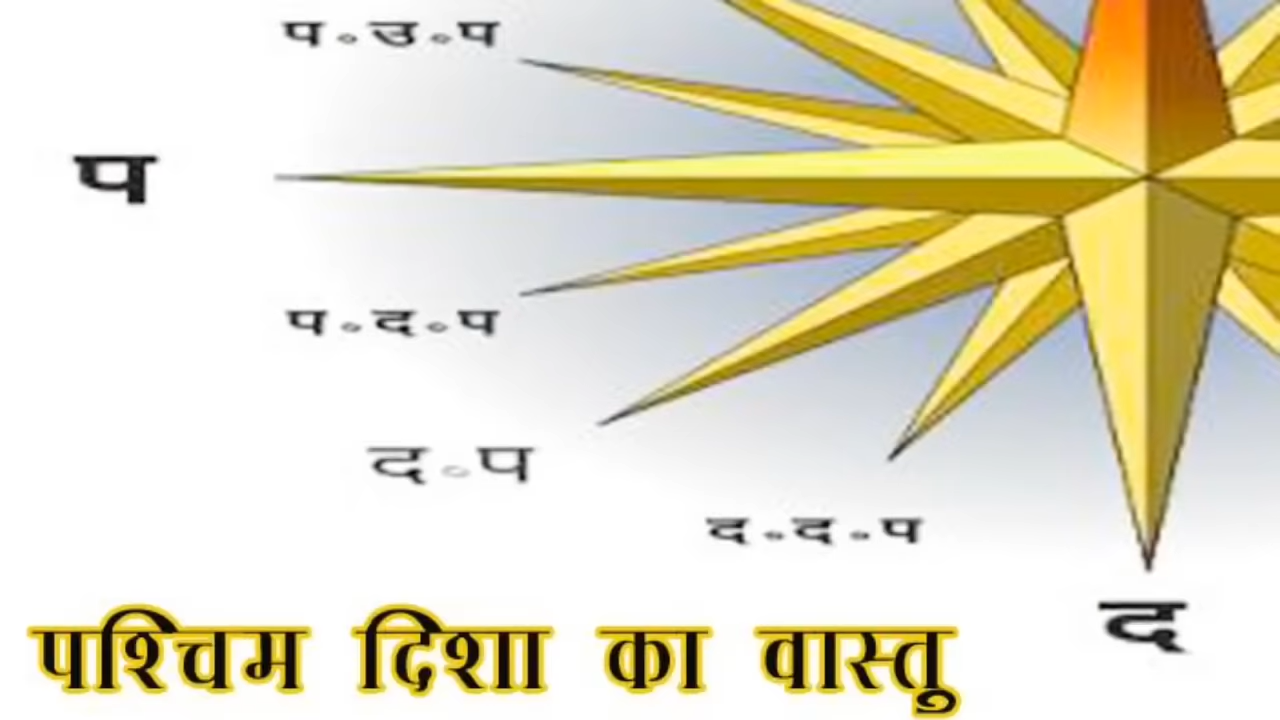 प॰उ॰प
प
प॰द॰प
द॰प
द॰द॰प
द
पश्चिम दिशा का वास्तु